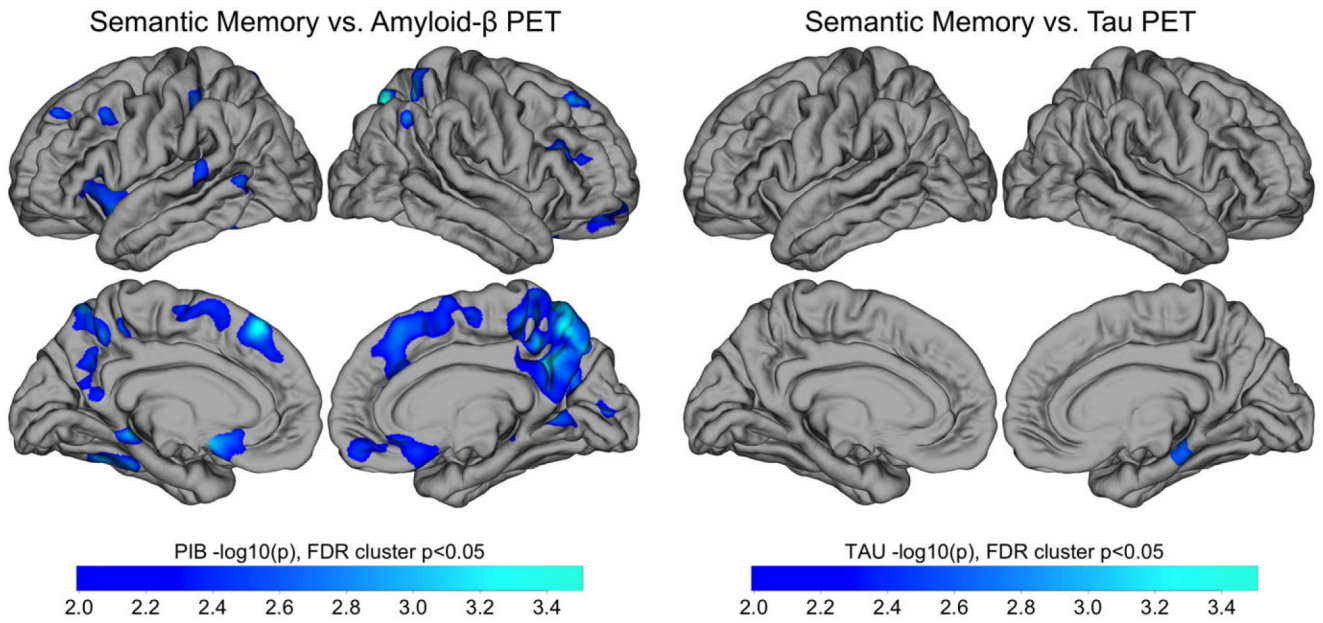 Semantic Memory vs. Amyloid-β PET
Semantic Memory vs. Tau PET
PIB -log10(p), FDR cluster p<0.05
2.0 2.2 2.4 2.6 2.8 3.0 3.2 3.4
TAU -log10(p), FDR cluster p<0.05
2.0 2.2 2.4 2.6 2.8 3.0 3.2 3.4